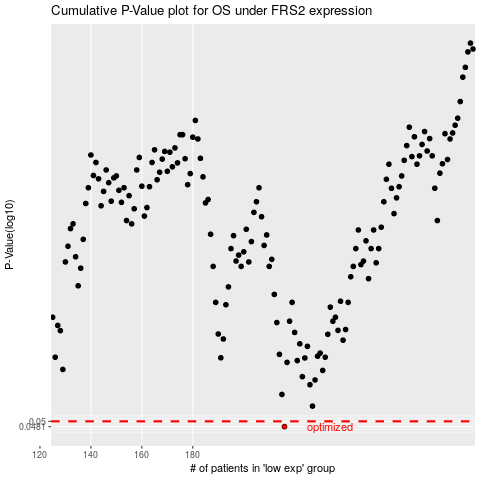 Cumulative P-Value plot for OS under FRS2 expression
P-Value(log10)
0.05
0.0481
optimized
120 140 160 180
# of patients in 'low exp' group